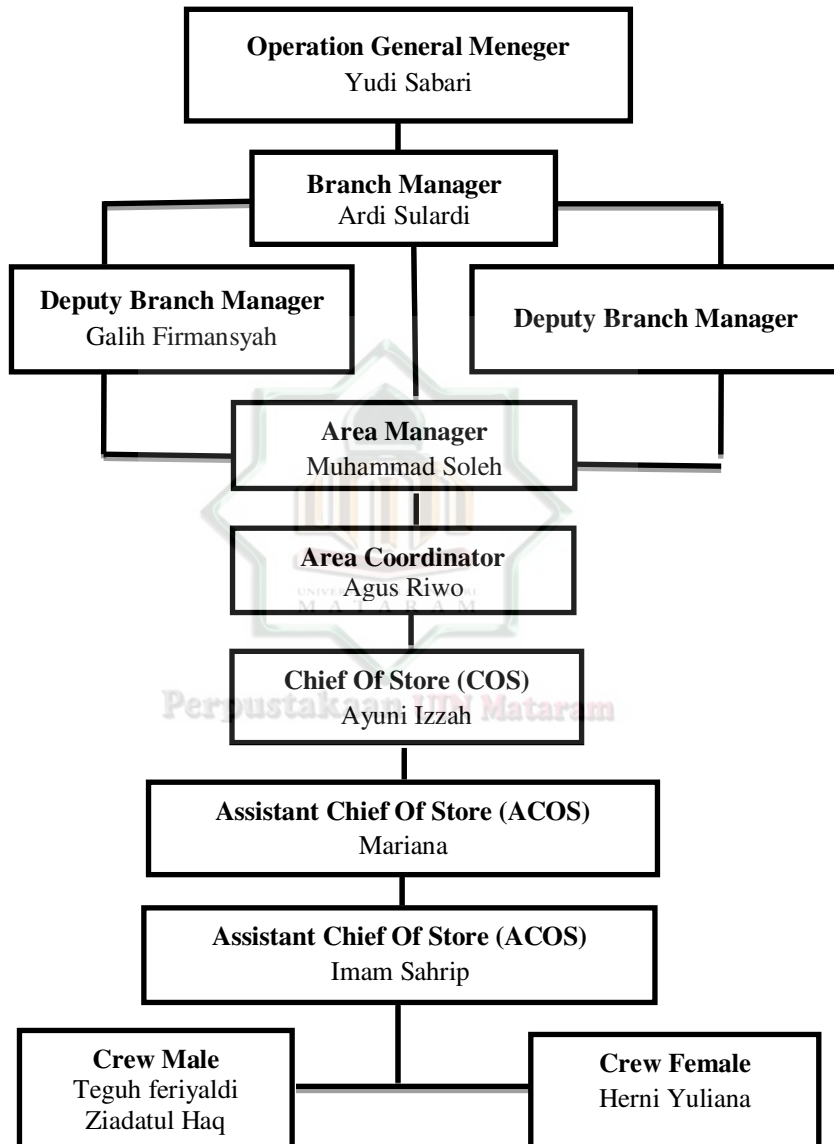 Operation General Meneger
Yudi Sabari
Branch Manager
Ardi Sulardi
Deputy Branch Manager
Galih Firmansyah
Deputy Branch Manager
Area Manager
Muhammad Soleh
Area Coordinator
Agus Riwo
MATARAM
Chief Of Store (COS)
Ayuni Izzah
Perpustakaan UIN Mataram
Assistant Chief Of Store (ACOS)
Mariana
Assistant Chief Of Store (ACOS)
Imam Sahrip
Crew Male
Teguh feriyaldi
Ziadatul Haq
Crew Female
Herni Yuliana